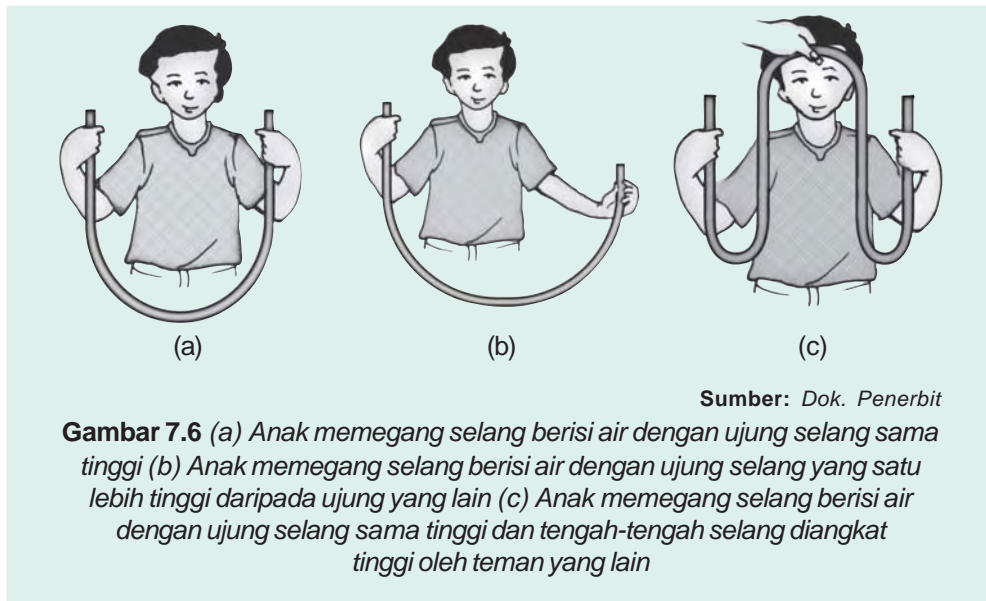 (a) (b) (c)
Sumber: Dok. Penerbit
Gambar 7.6 (a) Anak memegang selang berisi air dengan ujung selang sama
tinggi (b) Anak memegang selang berisi air dengan ujung selang yang satu
lebih tinggi daripada ujung yang lain (c) Anak memegang selang berisi air
dengan ujung selang sama tinggi dan tengah-tengah selang diangkat
tinggi oleh teman yang lain